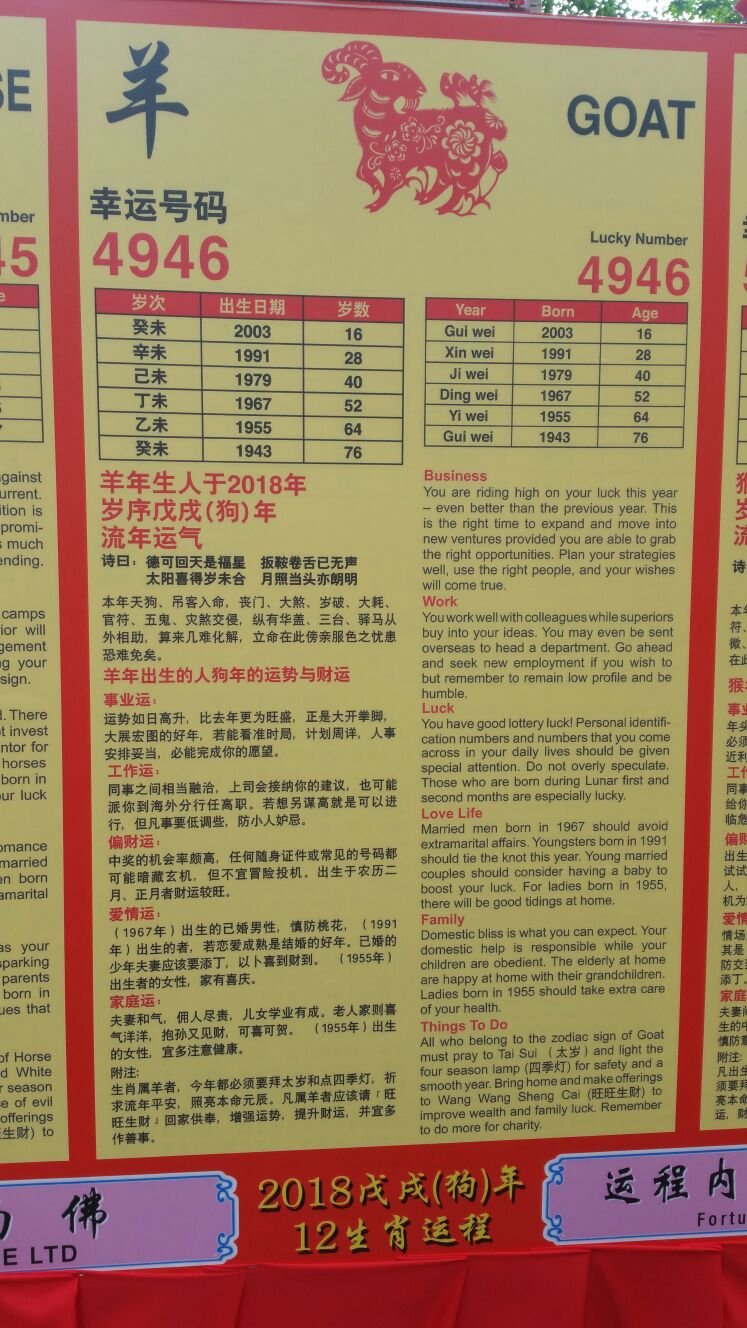 羊
GOAT
幸运号码
4946
Lucky Number
4946
岁次 出生日期 岁数
癸未 2003 16
辛未 1991 28
己未 1979 40
丁未 1967 52
乙未 1955 64
癸未 1943 76
Year Born Age
Gui wei 2003 16
Xin wei 1991 28
Ji wei 1979 40
Ding wei 1967 52
Yi wei 1955 64
Gui wei 1943 76
羊年生人于2018年
岁序戊戌(狗)年
流年运气
诗曰：德可回天是福星 扳鞍卷舌已无声
太阳喜得岁未合 月照当头亦朗明
本年天狗、吊客入命，丧门、大煞、岁破、大耗、
官符、五鬼、灾煞交侵，纵有华盖、三台、驿马从
外相助，算来几难化解，立命在此傍亲服色之忧患
恐难免矣。
羊年出生的人狗年的运势与财运
事业运：
运势如日高升，比去年更为旺盛，正是大开拳脚，
大展宏图的好年，若能看准时局，计划周详，人事
安排妥当，必能完成你的愿望。
工作运：
同事之间相当融洽，上司会接纳你的建议，也可能
派你到海外分行任高职。若想另谋高就是可以进
行，但凡事要低调些，防小人妒忌。
偏财运：
中奖的机会率颇高，任何随身证件或常见的号码都
可能暗藏玄机，但不宜冒险投机。出生于农历二
月、正月者财运较旺。
爱情运：
（1967年）出生的已婚男性，慎防桃花，（1991
年）出生的者，若恋爱成熟是结婚的好年。已婚的
少年夫妻应该要添丁，以卜喜到财到。（1955年）
出生者的女性，家有喜庆。
家庭运：
夫妻和气，佣人尽责，儿女学业有成。老人家则喜
气洋洋，抱孙又见财，可喜可贺。（1955年）出生
的女性，宜多注意健康。
附注：
生肖属羊者，今年都必须要拜太岁和点四季灯，祈
求流年平安，照亮本命元辰。凡属羊者应该请「旺
旺生财」回家供奉，增强运势，提升财运，并宜多
作善事。
Business
You are riding high on your luck this year
– even better than the previous year. This
is the right time to expand and move into
new ventures provided you are able to grab
the right opportunities. Plan your strategies
well, use the right people, and your wishes
will come true.
Work
You work well with colleagues while superiors
buy into your ideas. You may even be sent
overseas to head a department. Go ahead
and seek new employment if you wish to
but remember to remain low profile and be
humble.
Luck
You have good lottery luck! Personal identifi-
cation numbers and numbers that you come
across in your daily lives should be given
special attention. Do not overly speculate.
Those who are born during Lunar first and
second months are especially lucky.
Love Life
Married men born in 1967 should avoid
extramarital affairs. Youngsters born in 1991
should tie the knot this year. Young married
couples should consider having a baby to
boost your luck. For ladies born in 1955,
there will be good tidings at home.
Family
Domestic bliss is what you can expect. Your
domestic help is responsible while your
children are obedient. The elderly at home
are happy at home with their grandchildren.
Ladies born in 1955 should take extra care
of your health.
Things To Do
All who belong to the zodiac sign of Goat
must pray to Tai Sui （太岁）and light the
four season lamp (四季灯) for safety and a
smooth year. Bring home and make offerings
to Wang Wang Sheng Cai (旺旺生财) to
improve wealth and family luck. Remember
to do more for charity.
佛
E LTD
2018戊戌(狗)年
12生肖运程
运程内
Fortu